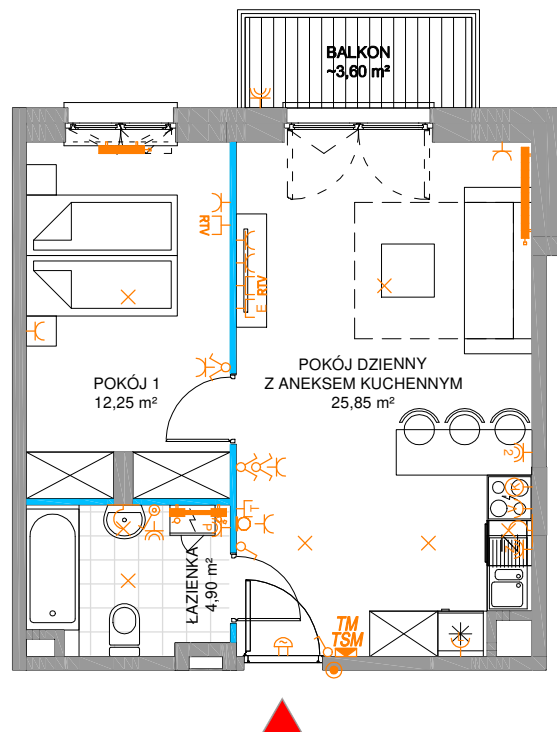 BALKON
~3,60 m²
RTV
RTV
E
POKÓJ 1
12,25 m²
POKÓJ DZIENNY
Z ANEKSEM KUCHENNYM
25,85 m²
2
ŁAZIENKA
4,90 m²
TM
TSM